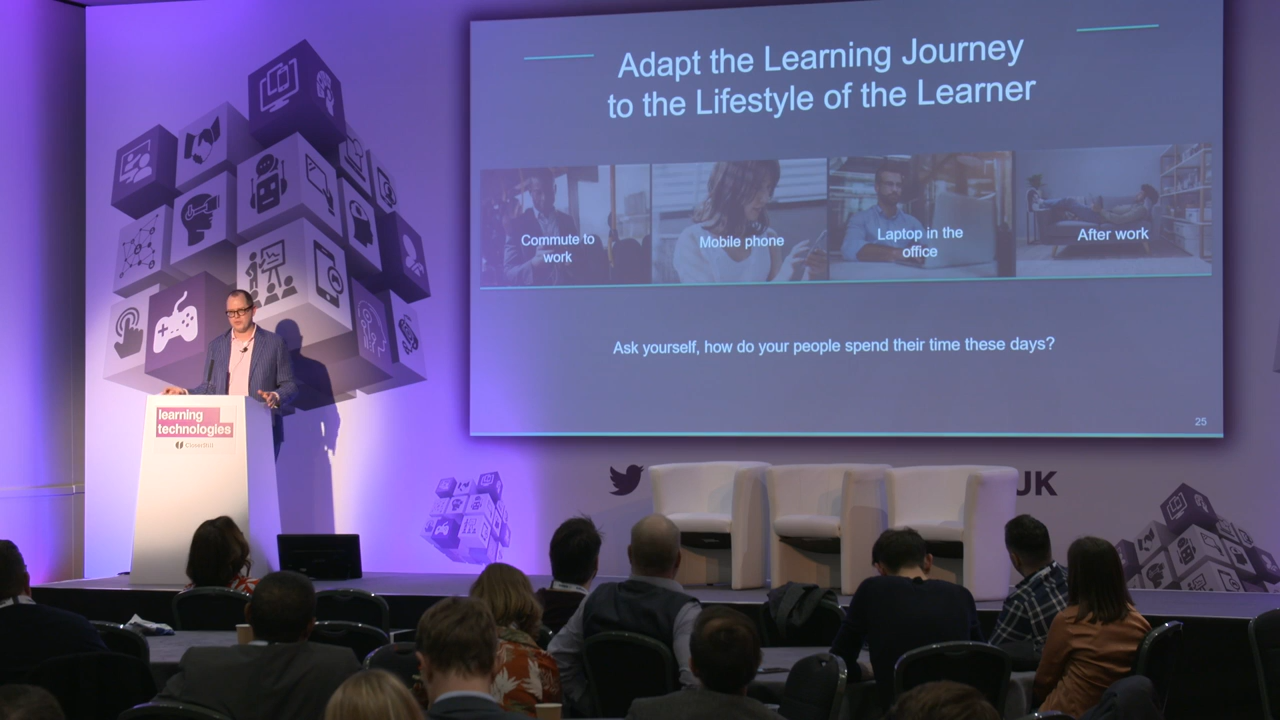 Adapt the Learning Journey
to the Lifestyle of the Learner
Commute to
work
Mobile phone
Laptop in the
office
After work
Ask yourself, how do your people spend their time these days?
25
learning
technologies
CloserStill
UK